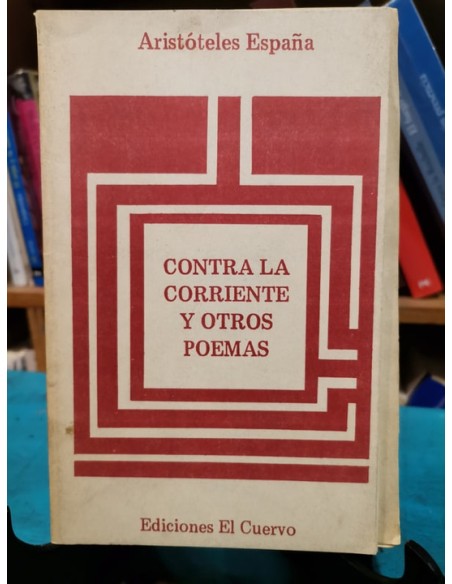 Aristóteles España
CONTRA LA
CORRIENTE
Y OTROS
POEMAS
Ediciones El Cuervo